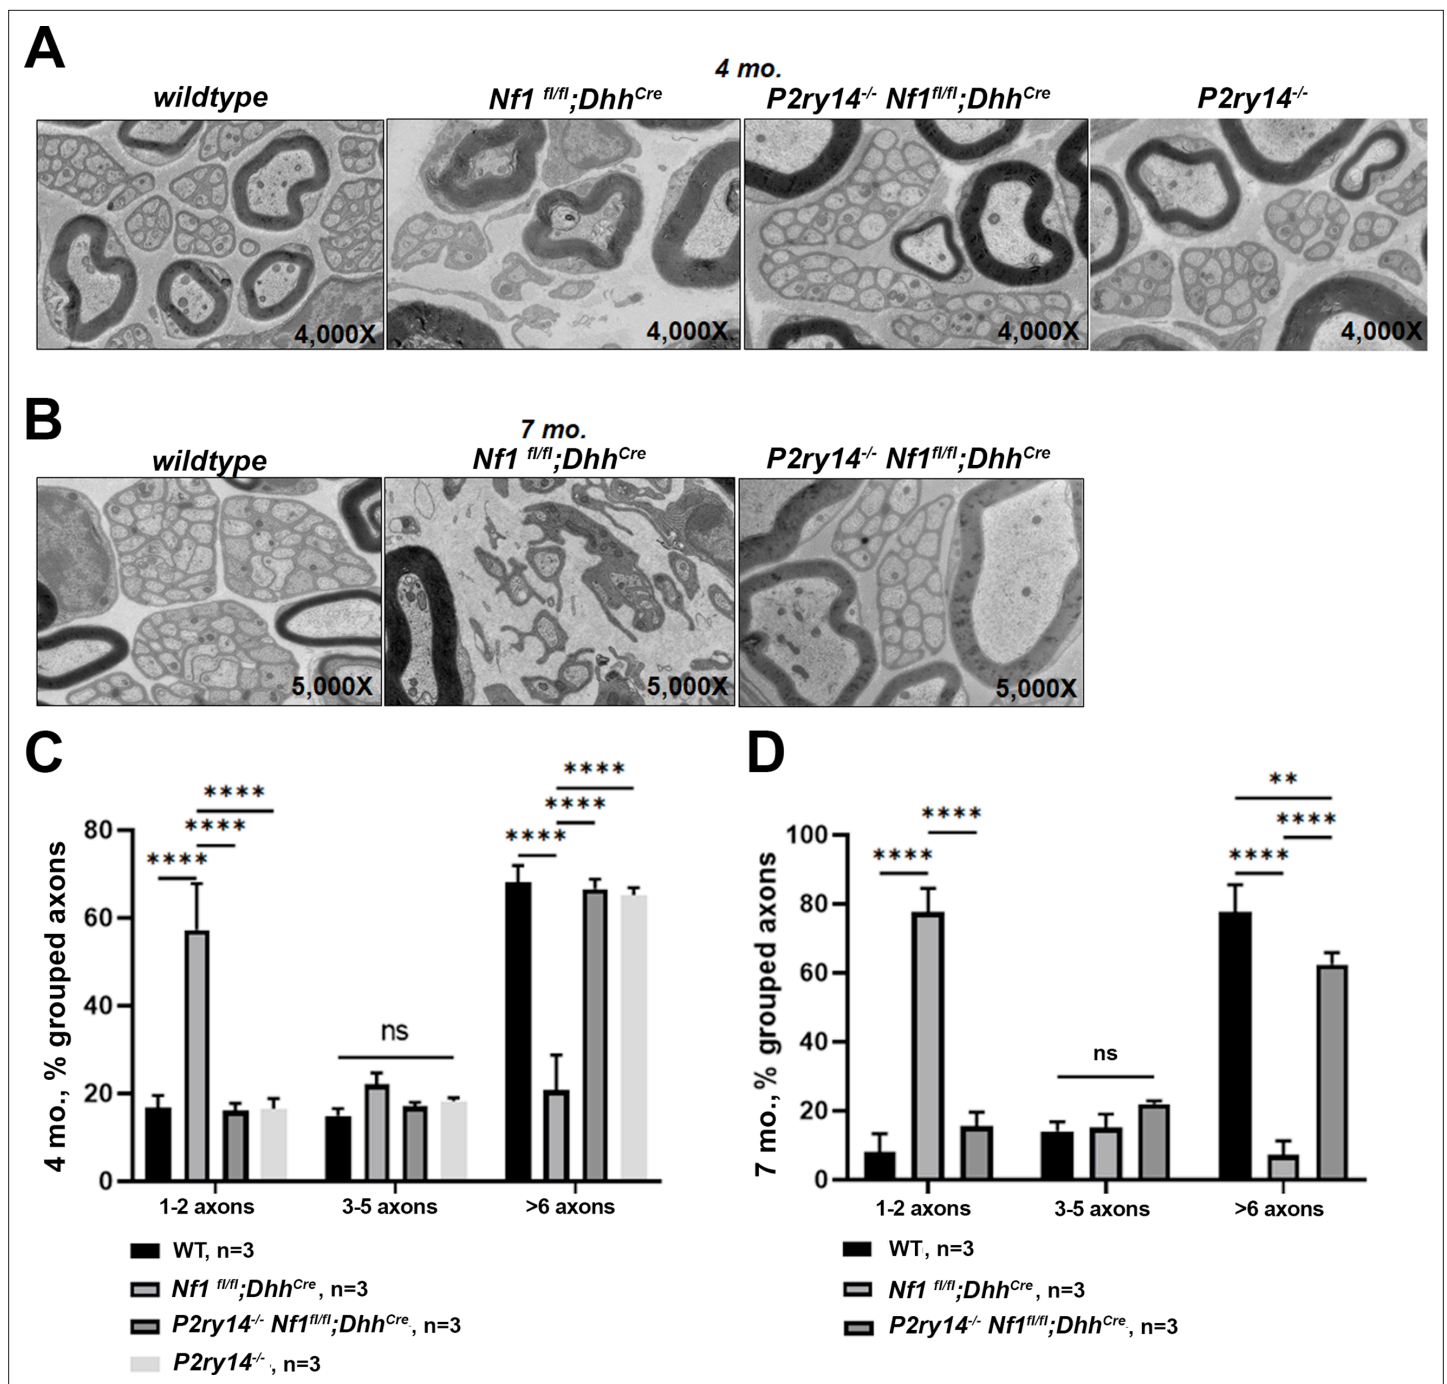 A
4 mo.
wildtype
Nf1 fl/fl;DhhCre
P2ry14-/- Nf1fl/fl;DhhCre
P2ry14-/-
4,000X
4,000X
4,000X
4,000X
B
7 mo.
wildtype
Nf1 fl/fl;DhhCre
P2ry14-/- Nf1fl/fl;DhhCre
5,000X
5,000X
5,000X
C
4 mo., % grouped axons
80
60
40
20
0
****
****
****
ns
****
****
****
1-2 axons
3-5 axons
>6 axons
WT, n=3
Nf1 fl/fl;DhhCre, n=3
P2ry14-/- Nf1fl/fl;DhhCre, n=3
P2ry14-/-, n=3
D
7 mo., % grouped axons
100
80
60
40
20
0
****
****
ns
**
****
****
1-2 axons
3-5 axons
>6 axons
WT, n=3
Nf1 fl/fl;DhhCre, n=3
P2ry14-/- Nf1fl/fl;DhhCre, n=3